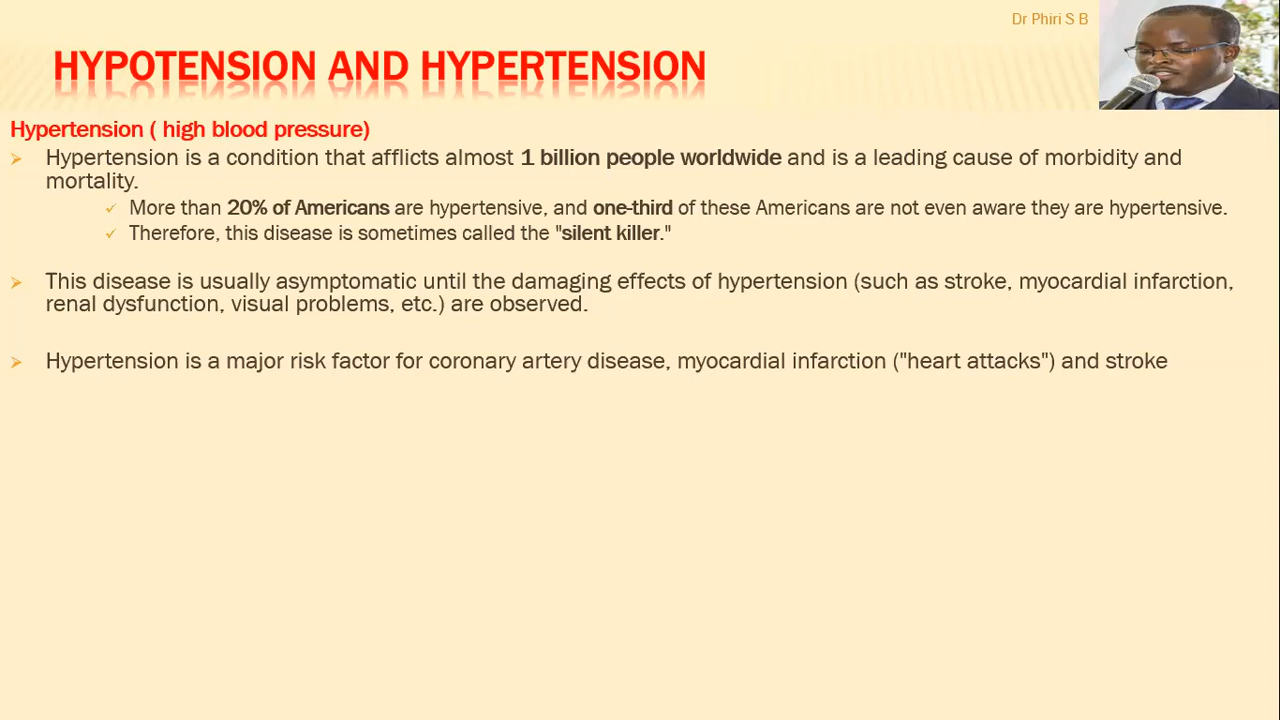 Dr Phiri S B
HYPOTENSION AND HYPERTENSION
Hypertension ( high blood pressure)
Hypertension is a condition that afflicts almost 1 billion people worldwide and is a leading cause of morbidity and
mortality.
More than 20% of Americans are hypertensive, and one-third of these Americans are not even aware they are hypertensive.
Therefore, this disease is sometimes called the "silent killer."
This disease is usually asymptomatic until the damaging effects of hypertension (such as stroke, myocardial infarction,
renal dysfunction, visual problems, etc.) are observed.
Hypertension is a major risk factor for coronary artery disease, myocardial infarction ("heart attacks") and stroke